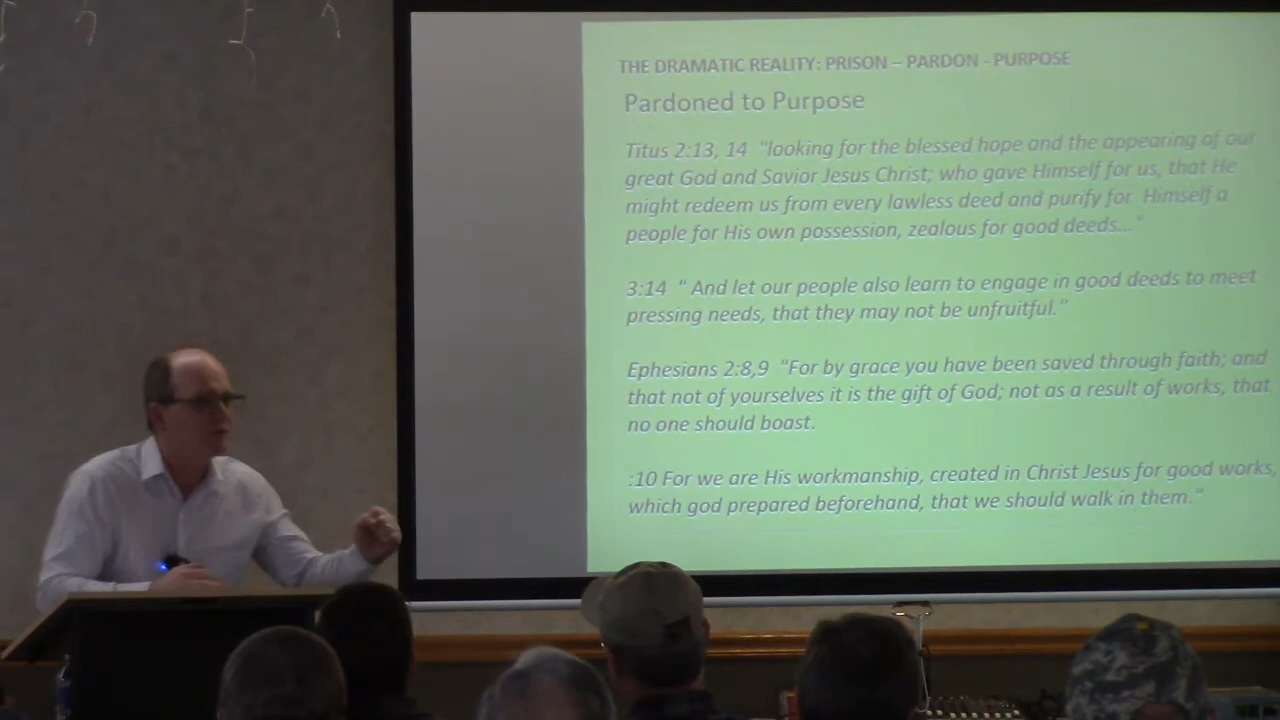 THE DRAMATIC REALITY: PRISON – PARDON - PURPOSE
Pardoned to Purpose
Titus 2:13, 14 "looking for the blessed hope and the appearing of our
great God and Savior Jesus Christ; who gave Himself for us, that He
might redeem us from every lawless deed and purify for Himself a
people for His own possession, zealous for good deeds..."
3:14 " And let our people also learn to engage in good deeds to meet
pressing needs, that they may not be unfruitful."
Ephesians 2:8,9 "For by grace you have been saved through faith; and
that not of yourselves it is the gift of God; not as a result of works, that
no one should boast.
:10 For we are His workmanship, created in Christ Jesus for good works,
which god prepared beforehand, that we should walk in them."